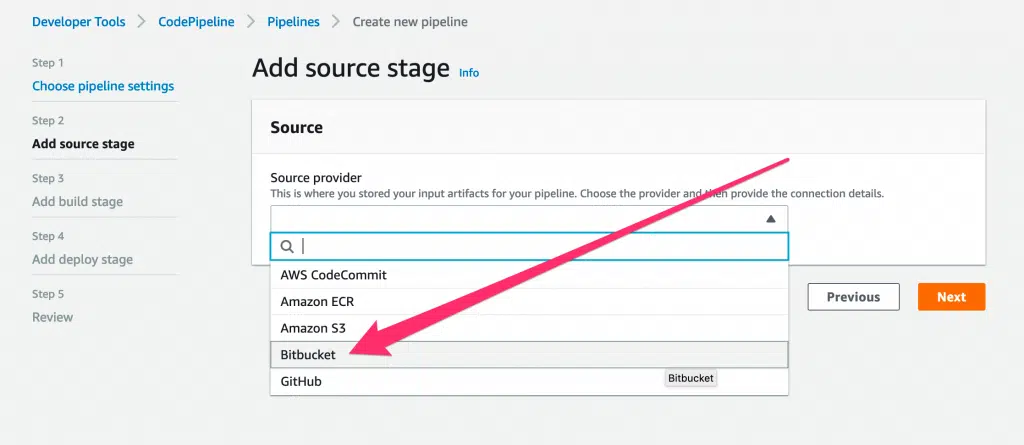 Developer Tools > CodePipeline > Pipelines > Create new pipeline
Step 1
Choose pipeline settings
Step 2
Add source stage
Step 3
Add build stage
Step 4
Add deploy stage
Step 5
Review
Add source stage Info
Source
Source provider
This is where you stored your input artifacts for your pipeline. Choose the provider and then provide the connection details.
AWS CodeCommit
Amazon ECR
Amazon S3
Bitbucket
GitHub
Bitbucket
Previous Next